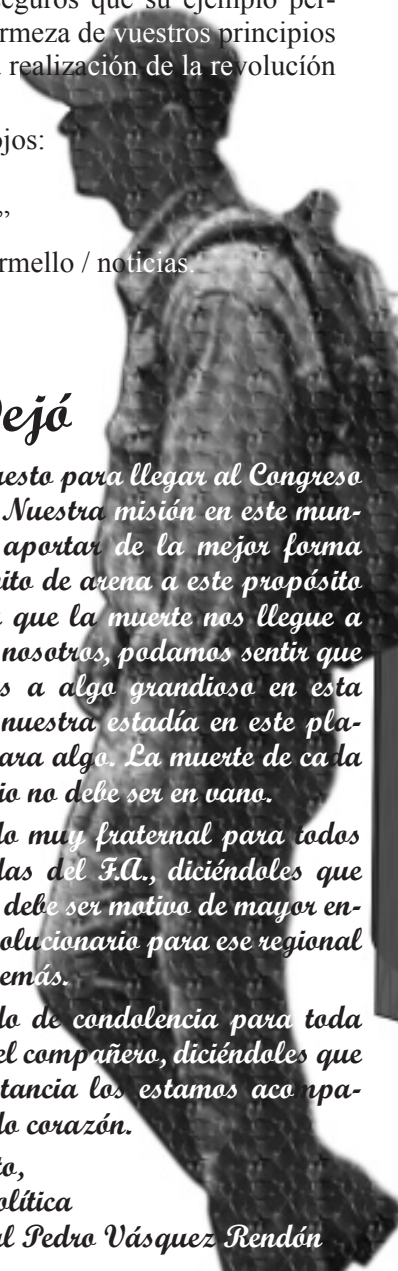 seguros que su ejemplo per-
rmeza de vuestros principios
realización de la revolución
ojos:
”
rmello / noticias.
ejó
esto para llegar al Congreso
Nuestra misión en este mun-
aportar de la mejor forma
ito de arena a este propósito
que la muerte nos llegue a
nosotros, podamos sentir que
s a algo grandioso en esta
nuestra estadía en este pla-
ara algo. La muerte de cada
io no debe ser en vano.
do muy fraternal para todos
das del F.A., diciéndoles que
debe ser motivo de mayor en-
olucionario para ese regional
emás.
do de condolencia para toda
el compañero, diciéndoles que
tancia los estamos acompa-
do corazón.
to,
olítica
al Pedro Vásquez Rendón